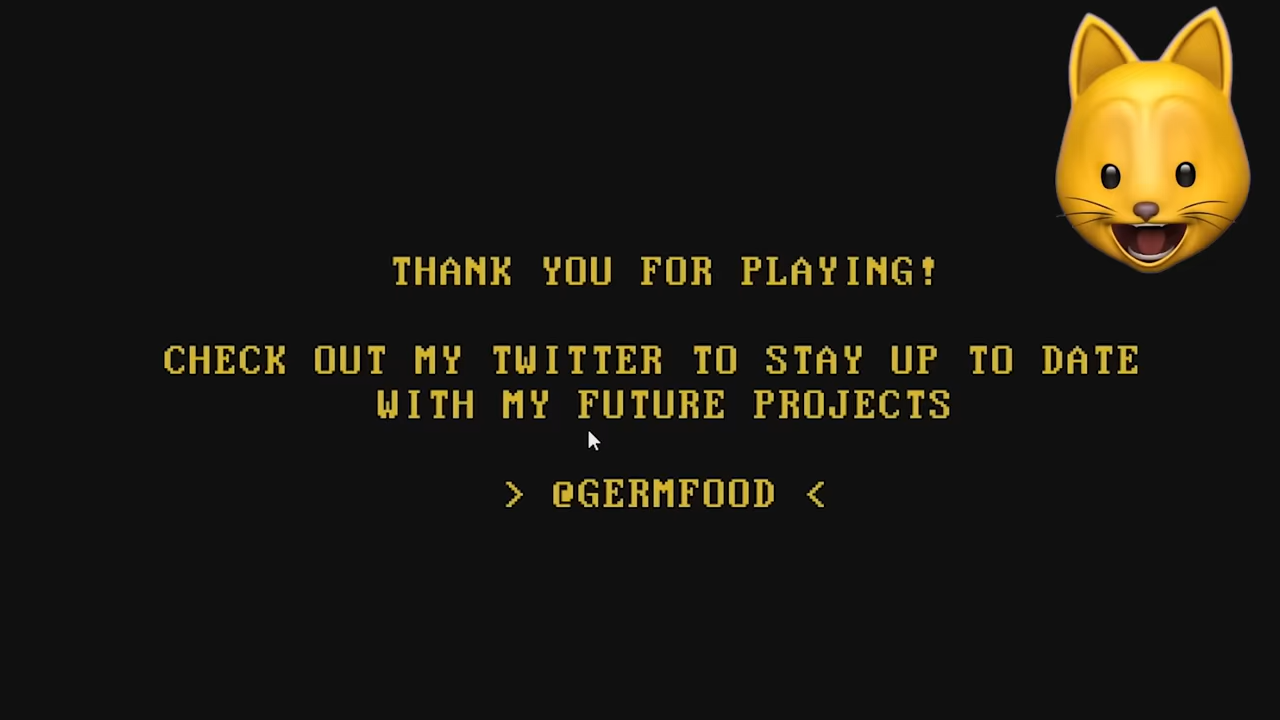 THANK YOU FOR PLAYING!
CHECK OUT MY TWITTER TO STAY UP TO DATE
WITH MY FUTURE PROJECTS
> @GERMFOOD <